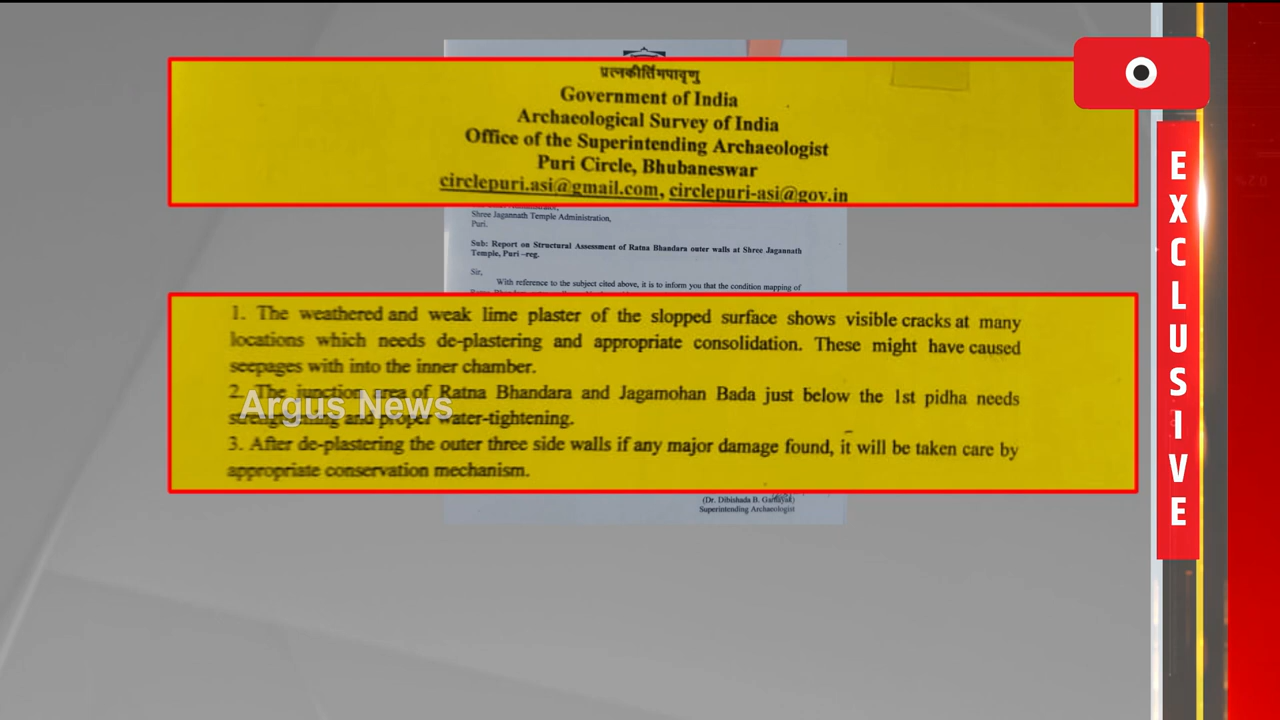 प्रत्नकीर्तिमपावृणु
Government of India
Archaeological Survey of India
Office of the Superintending Archaeologist
Puri Circle, Bhubaneswar
circlepuri.asi@gmail.com, circlepuri-asi@gov.in
Shree Jagannath Temple Administration,
Puri.
Sub: Report on Structural Assessment of Ratna Bhandara outer walls at Shree Jagannath
Temple, Puri –reg.
Sir,
With reference to the subject cited above, it is to inform you that the condition mapping of
1. The weathered and weak lime plaster of the slopped surface shows visible cracks at many
locations which needs de-plastering and appropriate consolidation. These might have caused
seepages with into the inner chamber.
2. The junction area of Ratna Bhandara and Jagamohan Bada just below the 1st pidha needs
strengthening and proper water-tightening.
3. After de-plastering the outer three side walls if any major damage found, it will be taken care by
appropriate conservation mechanism.
Argus News
(Dr. Dibishada B.
Superintending Archaeologist
EXCLUSIVE